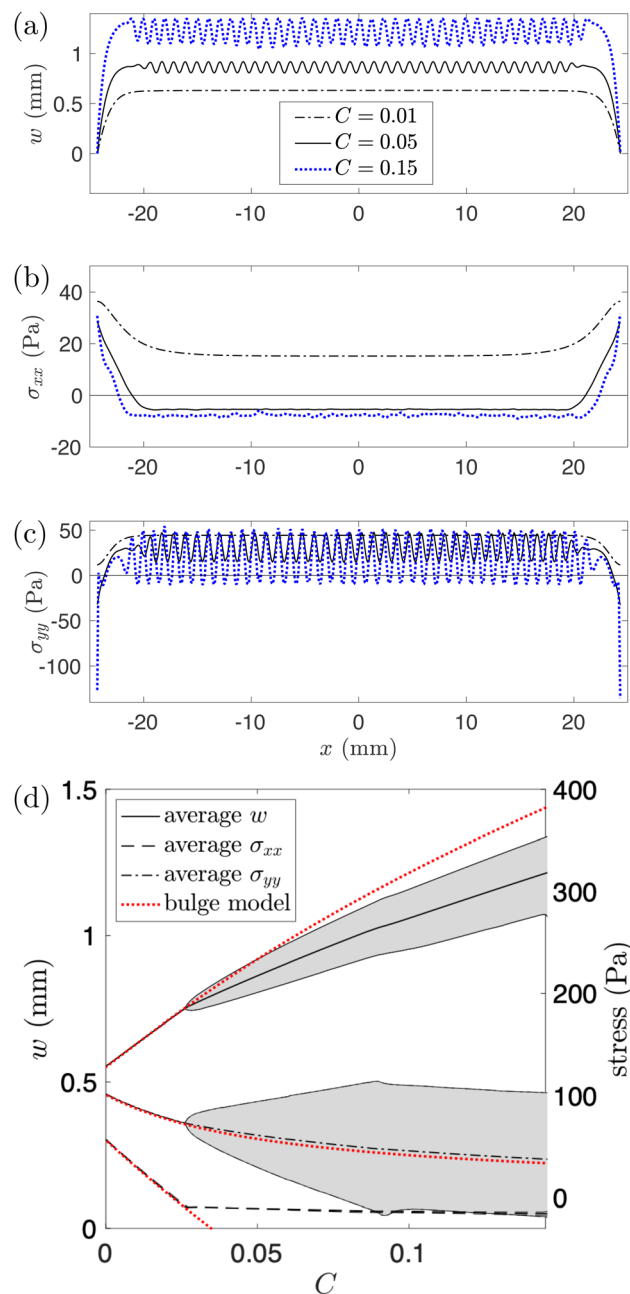 (a)
1
0.5
0
w (mm)
C = 0.01
C = 0.05
C = 0.15
-20 -10 0 10 20
(b)
40
20
0
-20
σxx (Pa)
-20 -10 0 10 20
(c)
50
0
-50
-100
σyy (Pa)
-20 -10 0 10 20
x (mm)
(d)
1.5
1
0.5
0
w (mm)
average w
average σxx
average σyy
bulge model
400
300
200
100
0
stress (Pa)
0 0.05 0.1
C